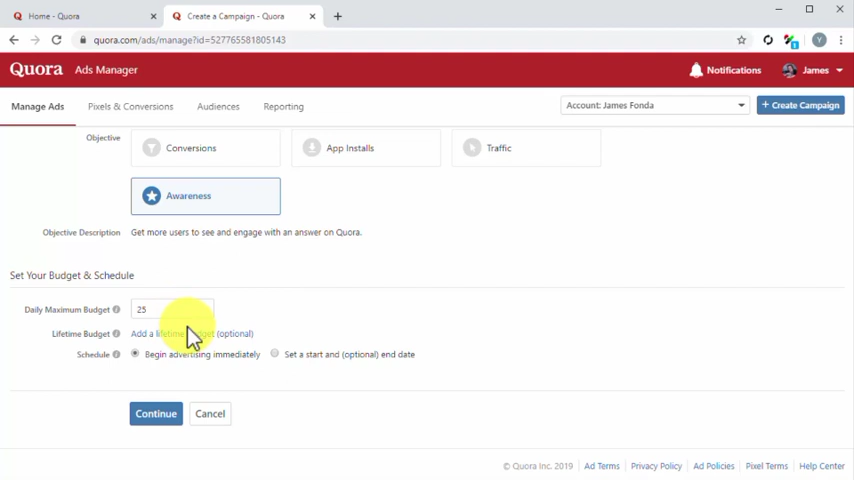 Home - Quora
Create a Campaign - Quora
quora.com/ads/manage?id=527765581805143
Y
Quora Ads Manager
Notifications
James
Manage Ads
Pixels & Conversions
Audiences
Reporting
Account: James Fonda
+ Create Campaign
Objective
Conversions
App Installs
Traffic
Awareness
Objective Description
Get more users to see and engage with an answer on Quora.
Set Your Budget & Schedule
Daily Maximum Budget
25
Lifetime Budget
Add a lifetime budget (optional)
Schedule
Begin advertising immediately
Set a start and (optional) end date
Continue
Cancel
© Quora Inc. 2019
Ad Terms
Privacy Policy
Ad Policies
Pixel Terms
Help Center